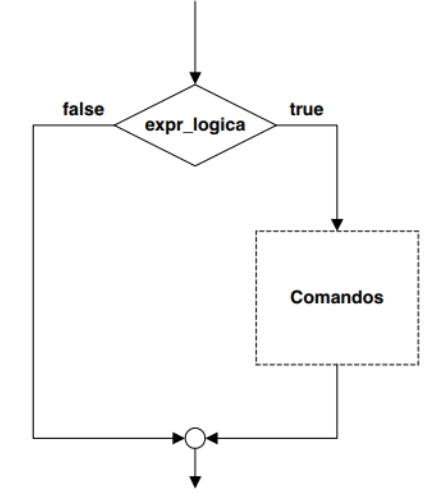 false
true
expr_logica
Comandos